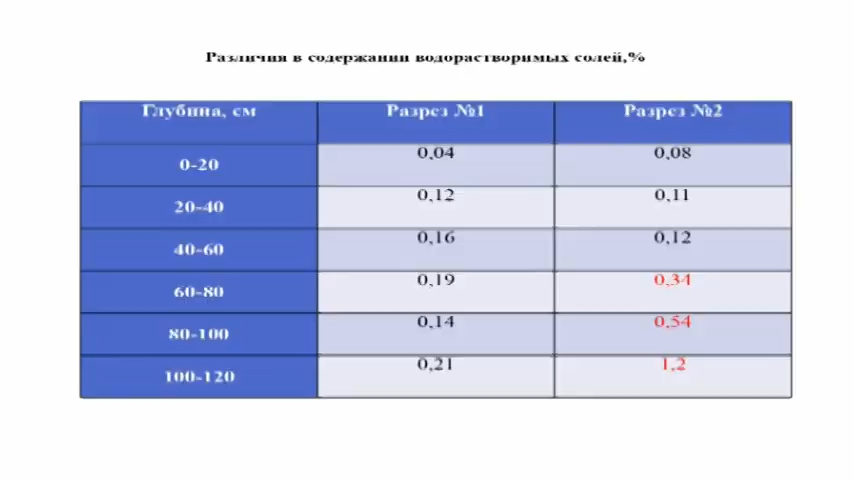 Различия в содержании водорастворимых солей,%
Глубина, см Разрез №1 Разрез №2
0-20 0,04 0,08
20-40 0,12 0,11
40-60 0,16 0,12
60-80 0,19 0,34
80-100 0,14 0,54
100-120 0,21 1,2